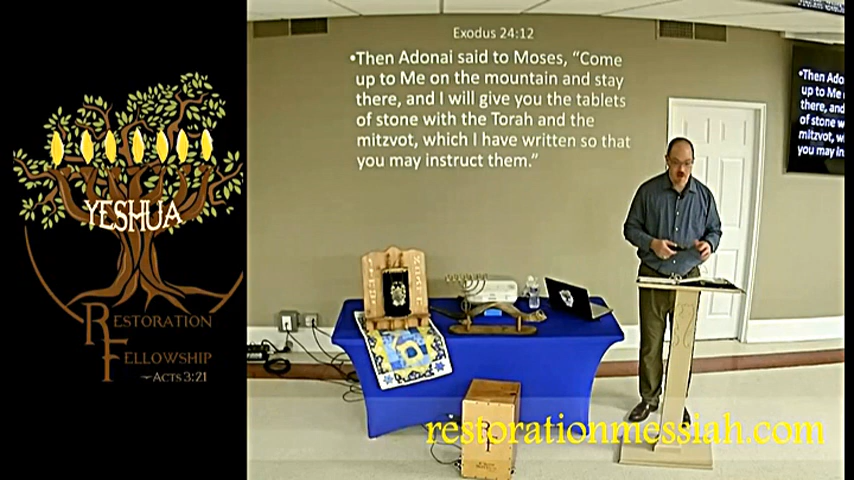 YESHUA
RESTORATION
FELLOWSHIP
ACTS 3:21
Exodus 24:12
•Then Adonai said to Moses, “Come
up to Me on the mountain and stay
there, and I will give you the tablets
of stone with the Torah and the
mitzvot, which I have written so that
you may instruct them.”
•Then Ado
up to Me
there, and
of stone w
mitzvot, w
you may in
RF
restorationmessiah.com